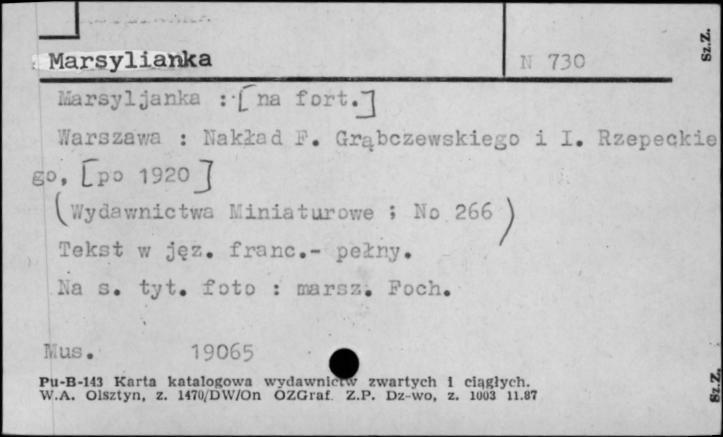 Marsylianka
N 730
Sz.Z.
Marsyljanka : [na fort.]
Warszawa : Nakład F. Grąbczewskiego i I. Rzepeckie
go, [po 1920]
(Wydawnictwa Miniaturowe ; No 266)
Tekst w jęz. franc.- pełny.
Na s. tyt. foto : marsz. Foch.
Mus. 19065
Pu-B-143 Karta katalogowa wydawnictw zwartych i ciągłych.
W.A. Olsztyn, z. 1470/DW/On OZGraf. Z.P. Dz-wo, z. 1003 11.87
Sz.Z.